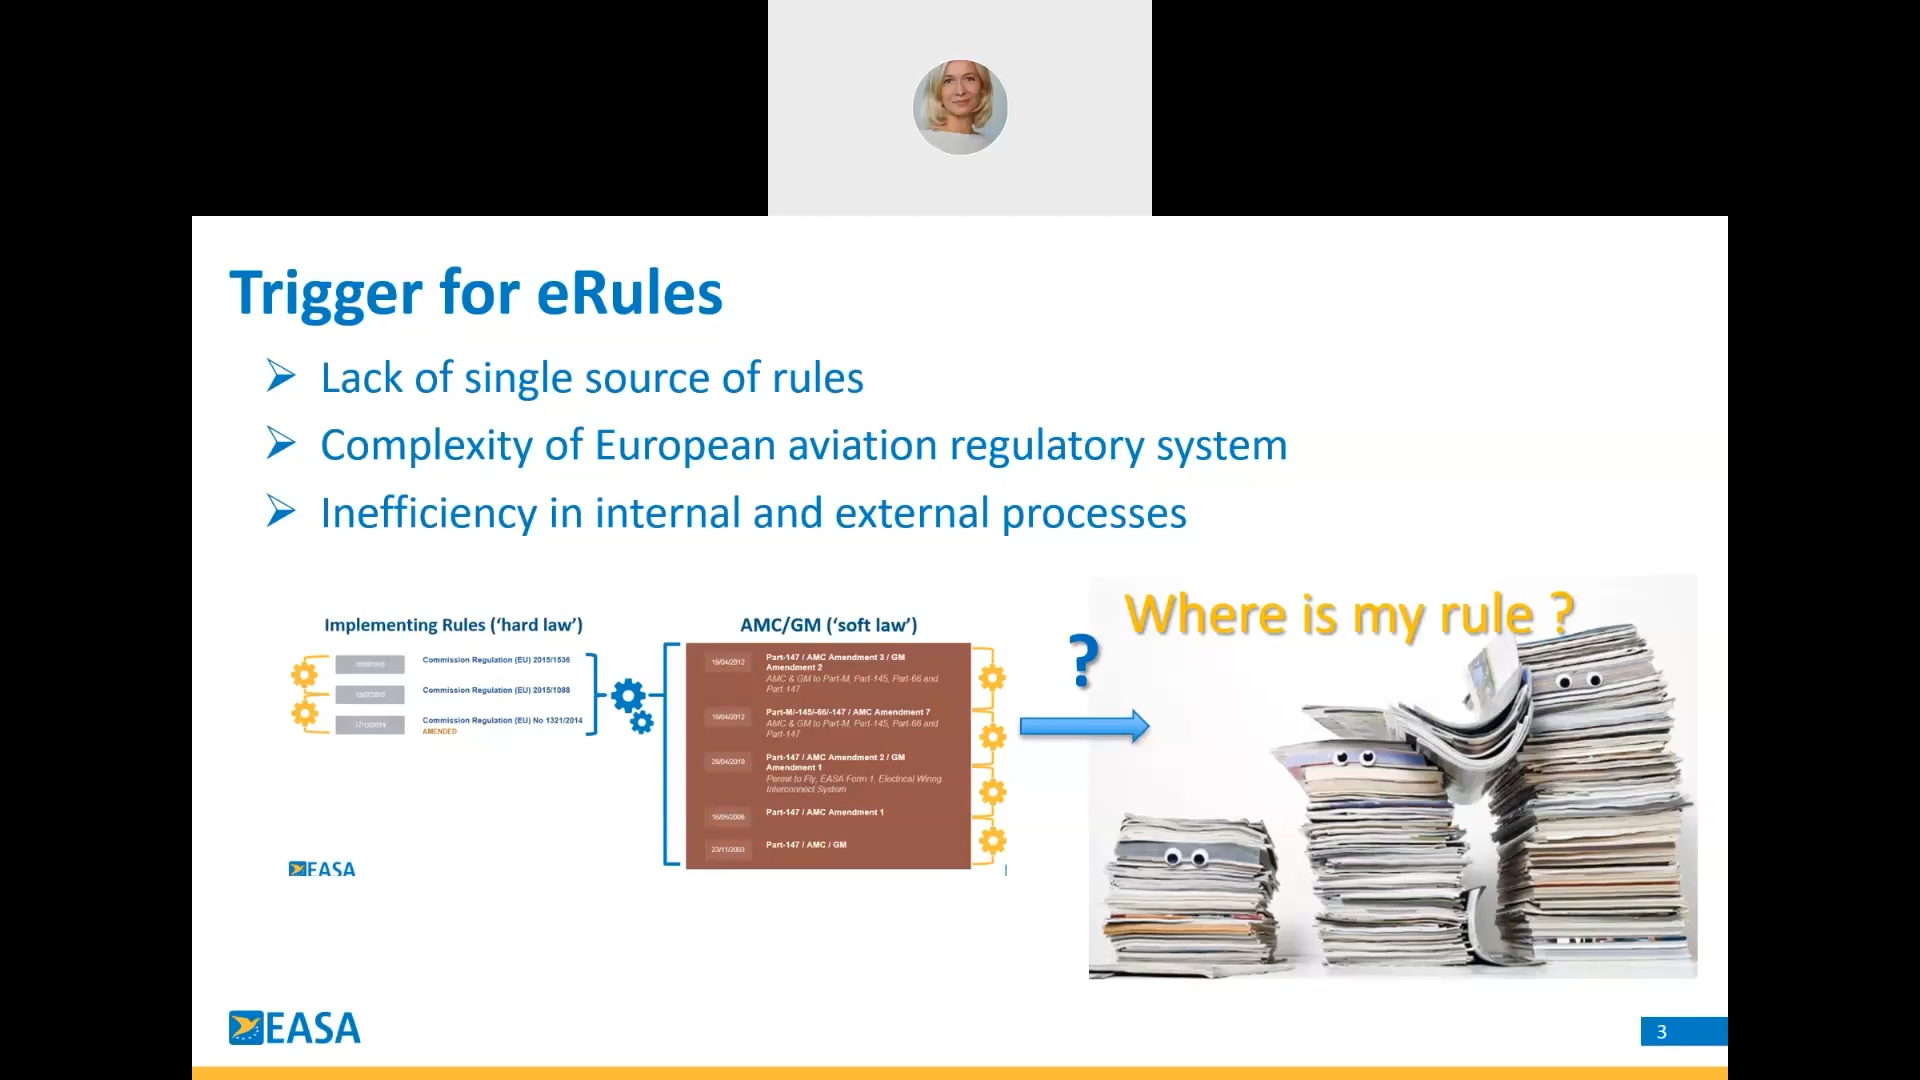 Trigger for eRules
Lack of single source of rules
Complexity of European aviation regulatory system
Inefficiency in internal and external processes
Implementing Rules (‘hard law’)
Commission Regulation (EU) 2015/1536
Commission Regulation (EU) 2015/1088
Commission Regulation (EU) No 1321/2014
AMENDED
EASA
AMC/GM (‘soft law’)
19/04/2012
Part-147 / AMC Amendment 3 / GM
Amendment 2
AMC & GM to Part-M, Part-145, Part-66 and
Part 147
19/04/2012
Part-M/-145/-66/-147 / AMC Amendment 7
AMC & GM to Part-M, Part-145, Part-66 and
Part-147
Part-147 / AMC Amendment 2 / GM
Amendment 1
Permit to Fly, EASA Form 1, Electrical Wiring
Interconnect System
16/05/2006
Part-147 / AMC Amendment 1
23/11/2003
Part-147 / AMC / GM
?
Where is my rule ?
EASA
3